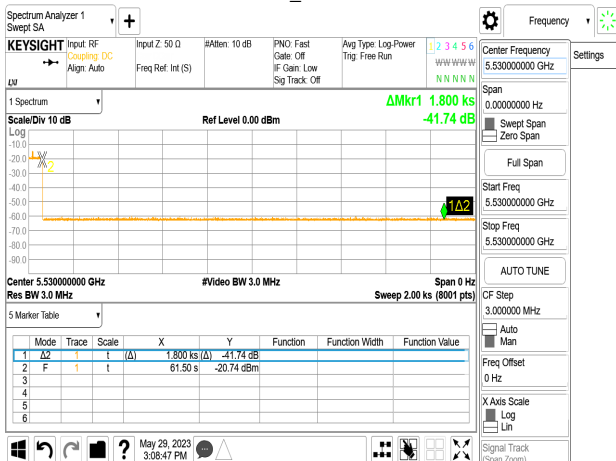 Spectrum Analyzer 1
Swept SA
▼
+
Frequency
▼
KEYSIGHT
LXI
Input: RF
Coupling: DC
Align: Auto
Input Z: 50 Ω
Freq Ref: Int (S)
#Atten: 10 dB
PNO: Fast
Gate: Off
IF Gain: Low
Sig Track: Off
Avg Type: Log-Power
Trig: Free Run
1 2 3 4 5 6
W W W W W
N N N N N
1 Spectrum ▼
Scale/Div 10 dB
Ref Level 0.00 dBm
ΔMkr1 1.800 ks
-41.74 dB
Log
-10.0
-20.0
-30.0
-40.0
-50.0
-60.0
-70.0
-80.0
-90.0
2
1Δ2
Center 5.530000000 GHz
#Video BW 3.0 MHz
Span 0 Hz
Res BW 3.0 MHz
Sweep 2.00 ks (8001 pts)
5 Marker Table ▼
Mode Trace Scale X Y Function Function Width Function Value
1 Δ2 1 t (Δ) 1.800 ks (Δ) -41.74 dB
2 F 1 t 61.50 s -20.74 dBm
3
4
5
6
?
May 29, 2023
3:08:47 PM
Center Frequency
5.530000000 GHz
Settings
Span
0.00000000 Hz
Swept Span
Zero Span
Full Span
Start Freq
5.530000000 GHz
Stop Freq
5.530000000 GHz
AUTO TUNE
CF Step
3.000000 MHz
Auto
Man
Freq Offset
0 Hz
X Axis Scale
Log
Lin
Signal Track
(Span Zoom)